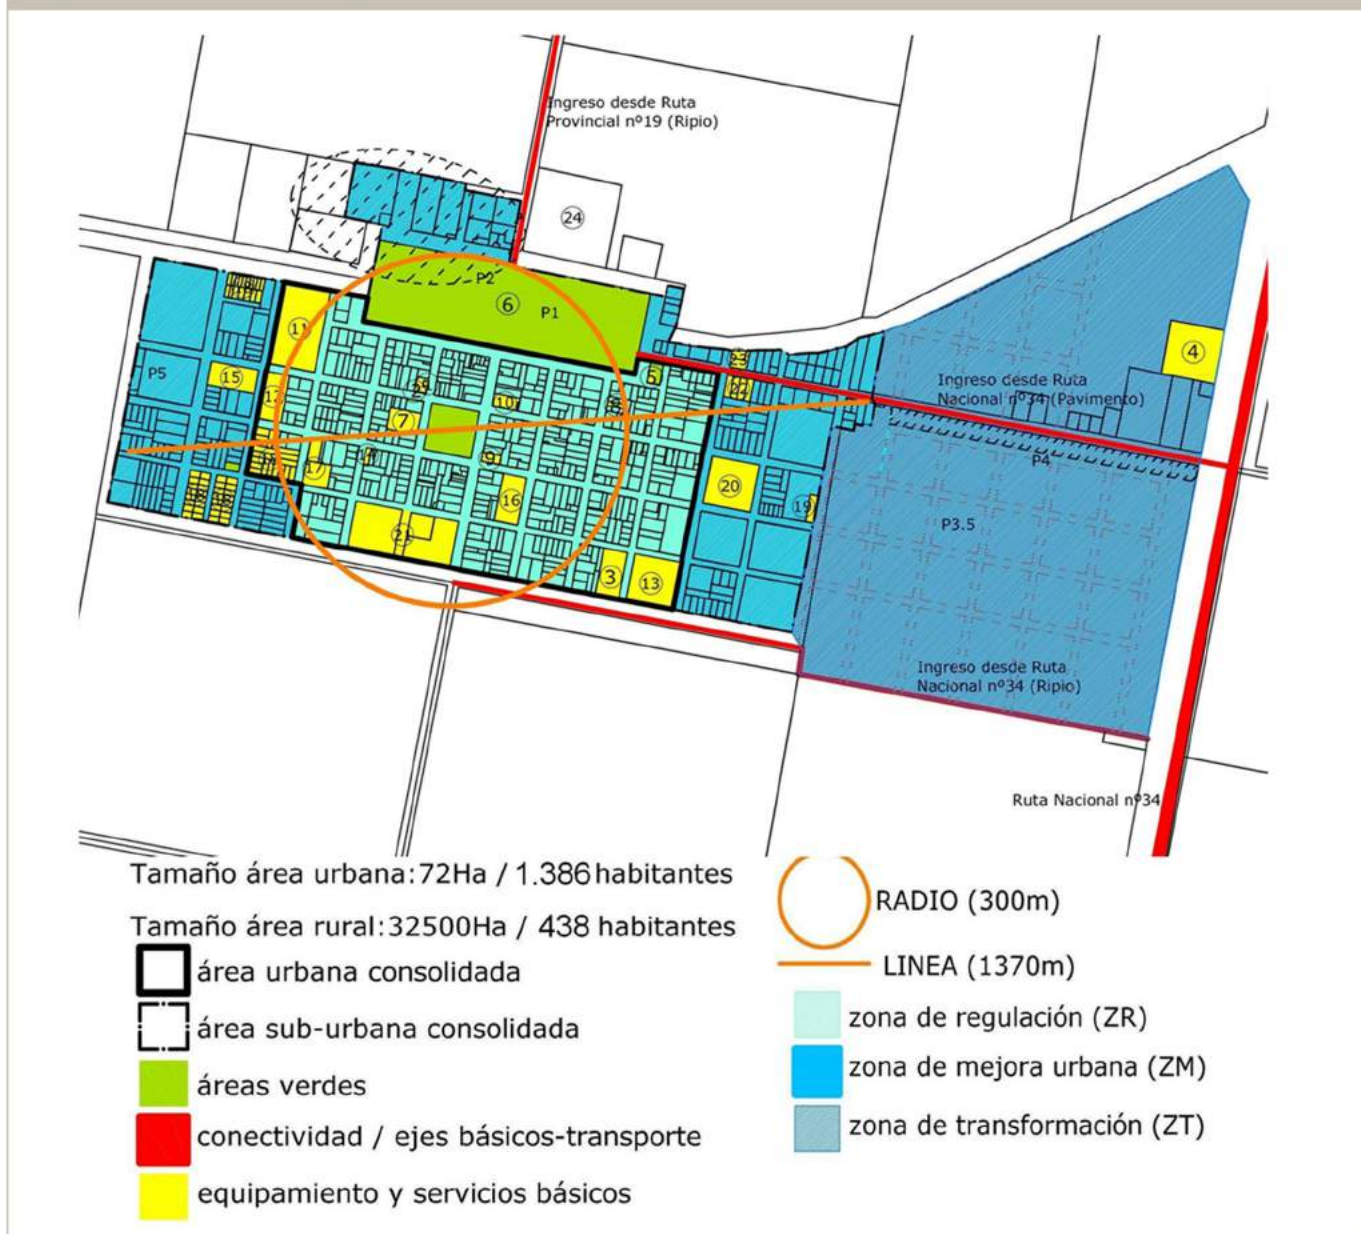 Ingreso desde Ruta
Provincial nº19 (Ripio)
24
P2
6
P1
11
4
23
P5
15
5
22
25
Ingreso desde Ruta
Nacional nº34 (Pavimento)
12
10
8
7
P4
17
9
20
16
19
P3.5
21
3
13
Ingreso desde Ruta
Nacional nº34 (Ripio)
Ruta Nacional nº34
Tamaño área urbana:72Ha / 1.386 habitantes
Tamaño área rural:32500Ha / 438 habitantes
área urbana consolidada
área sub-urbana consolidada
áreas verdes
conectividad / ejes básicos-transporte
equipamiento y servicios básicos
RADIO (300m)
LINEA (1370m)
zona de regulación (ZR)
zona de mejora urbana (ZM)
zona de transformación (ZT)